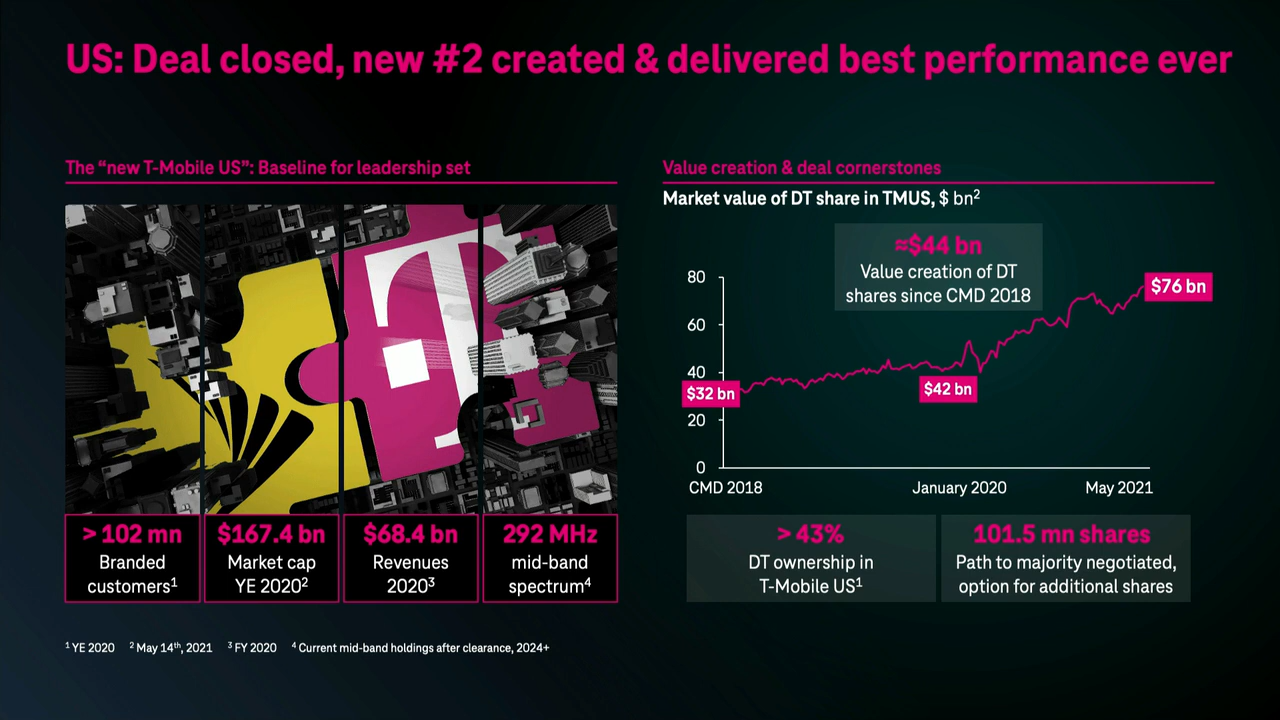 US: Deal closed, new #2 created & delivered best performance ever
The “new T-Mobile US”: Baseline for leadership set
> 102 mn
Branded
customers¹
$167.4 bn
Market cap
YE 2020²
$68.4 bn
Revenues
2020³
292 MHz
mid-band
spectrum⁴
Value creation & deal cornerstones
Market value of DT share in TMUS, $ bn²
≈$44 bn
Value creation of DT
shares since CMD 2018
80
60
40
20
0
$32 bn
$42 bn
$76 bn
CMD 2018
January 2020
May 2021
> 43%
DT ownership in
T-Mobile US¹
101.5 mn shares
Path to majority negotiated,
option for additional shares
¹ YE 2020 ² May 14th, 2021 ³ FY 2020 ⁴ Current mid-band holdings after clearance, 2024+